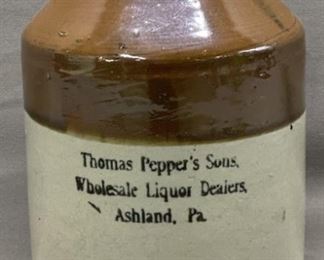 Thomas Pepper's Sons,
Wholesale Liquor Dealers,
Ashland, Pa